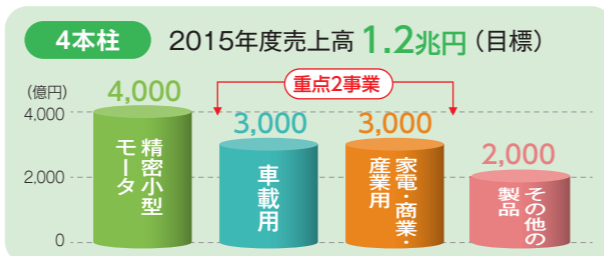 4本柱
2015年度売上高 1.2兆円（目標）
重点2事業
（億円）
4,000
2,000
0
4,000
精密小型
モータ
3,000
車載用
3,000
家電・商業・
産業用
2,000
その他の
製品